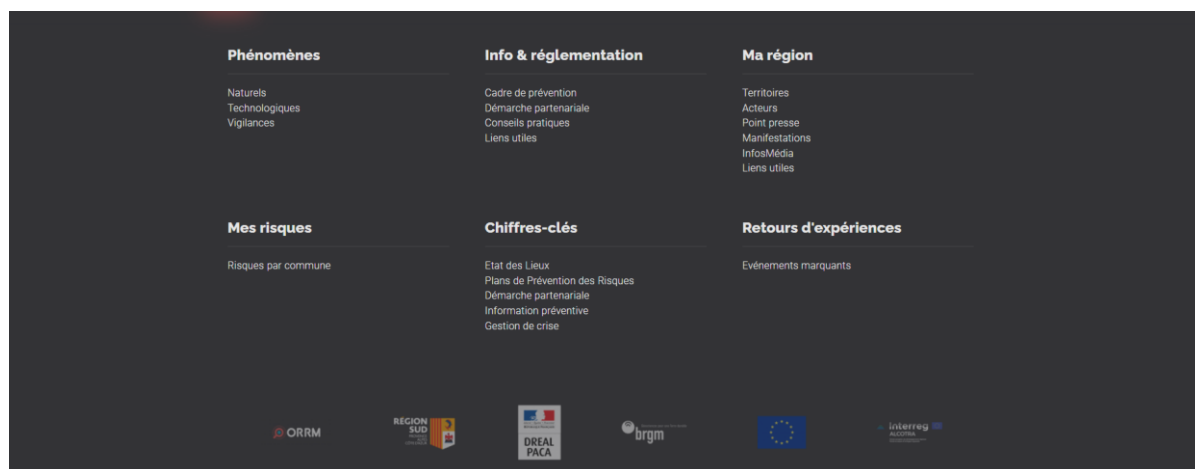 Phénomènes
Naturels
Technologiques
Vigilances
Info & réglementation
Cadre de prévention
Démarche partenariale
Conseils pratiques
Liens utiles
Ma région
Territoires
Acteurs
Point presse
Manifestations
InfosMédia
Liens utiles
Mes risques
Risques par commune
Chiffres-clés
Etat des Lieux
Plans de Prévention des Risques
Démarche partenariale
Information préventive
Gestion de crise
Retours d'expériences
Evénements marquants
ORRM
RÉGION
SUD
DREAL
PACA
brgm
interreg
ALCOTRA